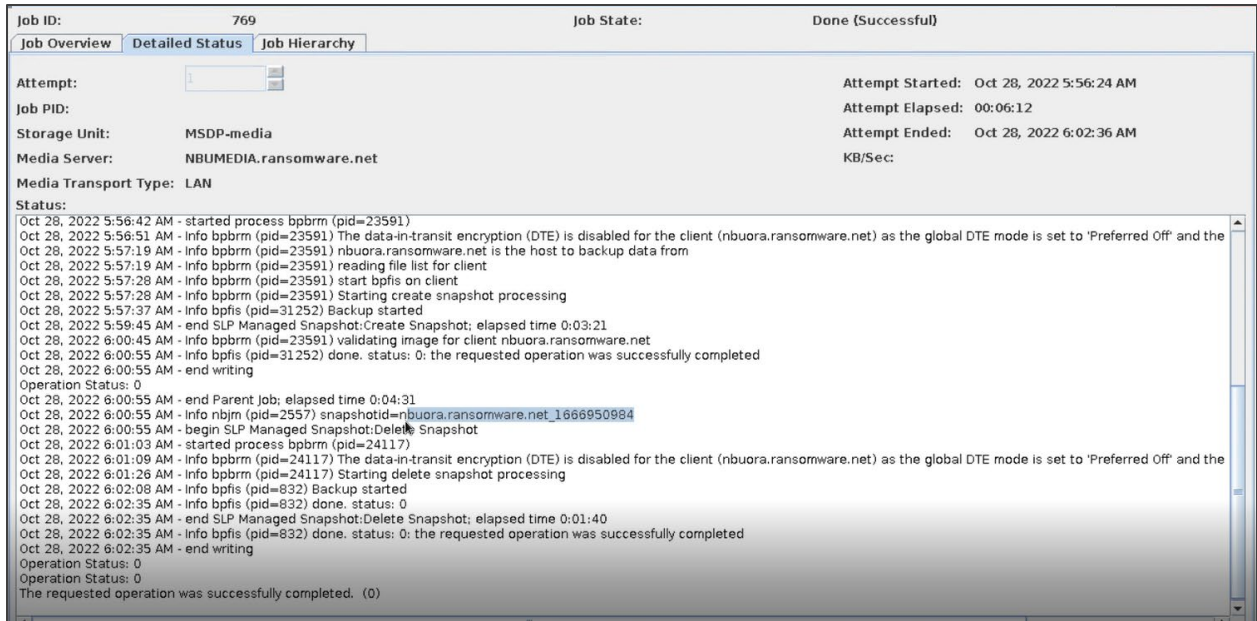 Job ID: 769 Job State: Done (Successful)
Job Overview Detailed Status Job Hierarchy
Attempt: 1 Attempt Started: Oct 28, 2022 5:56:24 AM
Job PID: Attempt Elapsed: 00:06:12
Storage Unit: MSDP-media Attempt Ended: Oct 28, 2022 6:02:36 AM
Media Server: NBUMEDIA.ransomware.net KB/Sec:
Media Transport Type: LAN
Status:
Oct 28, 2022 5:56:42 AM - started process bpbrm (pid=23591)
Oct 28, 2022 5:56:51 AM - Info bpbrm (pid=23591) The data-in-transit encryption (DTE) is disabled for the client (nbuora.ransomware.net) as the global DTE mode is set to 'Preferred Off' and the
Oct 28, 2022 5:57:19 AM - Info bpbrm (pid=23591) nbuora.ransomware.net is the host to backup data from
Oct 28, 2022 5:57:19 AM - Info bpbrm (pid=23591) reading file list for client
Oct 28, 2022 5:57:28 AM - Info bpbrm (pid=23591) start bpfis on client
Oct 28, 2022 5:57:28 AM - Info bpbrm (pid=23591) Starting create snapshot processing
Oct 28, 2022 5:57:37 AM - Info bpfis (pid=31252) Backup started
Oct 28, 2022 5:59:45 AM - end SLP Managed Snapshot:Create Snapshot; elapsed time 0:03:21
Oct 28, 2022 6:00:45 AM - Info bpbrm (pid=23591) validating image for client nbuora.ransomware.net
Oct 28, 2022 6:00:55 AM - Info bpfis (pid=31252) done. status: 0: the requested operation was successfully completed
Oct 28, 2022 6:00:55 AM - end writing
Operation Status: 0
Oct 28, 2022 6:00:55 AM - end Parent Job; elapsed time 0:04:31
Oct 28, 2022 6:00:55 AM - Info nbjm (pid=2557) snapshotid=nbuora.ransomware.net_1666950984
Oct 28, 2022 6:00:55 AM - begin SLP Managed Snapshot:Delete Snapshot
Oct 28, 2022 6:01:03 AM - started process bpbrm (pid=24117)
Oct 28, 2022 6:01:09 AM - Info bpbrm (pid=24117) The data-in-transit encryption (DTE) is disabled for the client (nbuora.ransomware.net) as the global DTE mode is set to 'Preferred Off' and the
Oct 28, 2022 6:01:26 AM - Info bpbrm (pid=24117) Starting delete snapshot processing
Oct 28, 2022 6:02:08 AM - Info bpfis (pid=832) Backup started
Oct 28, 2022 6:02:35 AM - Info bpfis (pid=832) done. status: 0
Oct 28, 2022 6:02:35 AM - end SLP Managed Snapshot:Delete Snapshot; elapsed time 0:01:40
Oct 28, 2022 6:02:35 AM - Info bpfis (pid=832) done. status: 0: the requested operation was successfully completed
Oct 28, 2022 6:02:35 AM - end writing
Operation Status: 0
Operation Status: 0
The requested operation was successfully completed. (0)